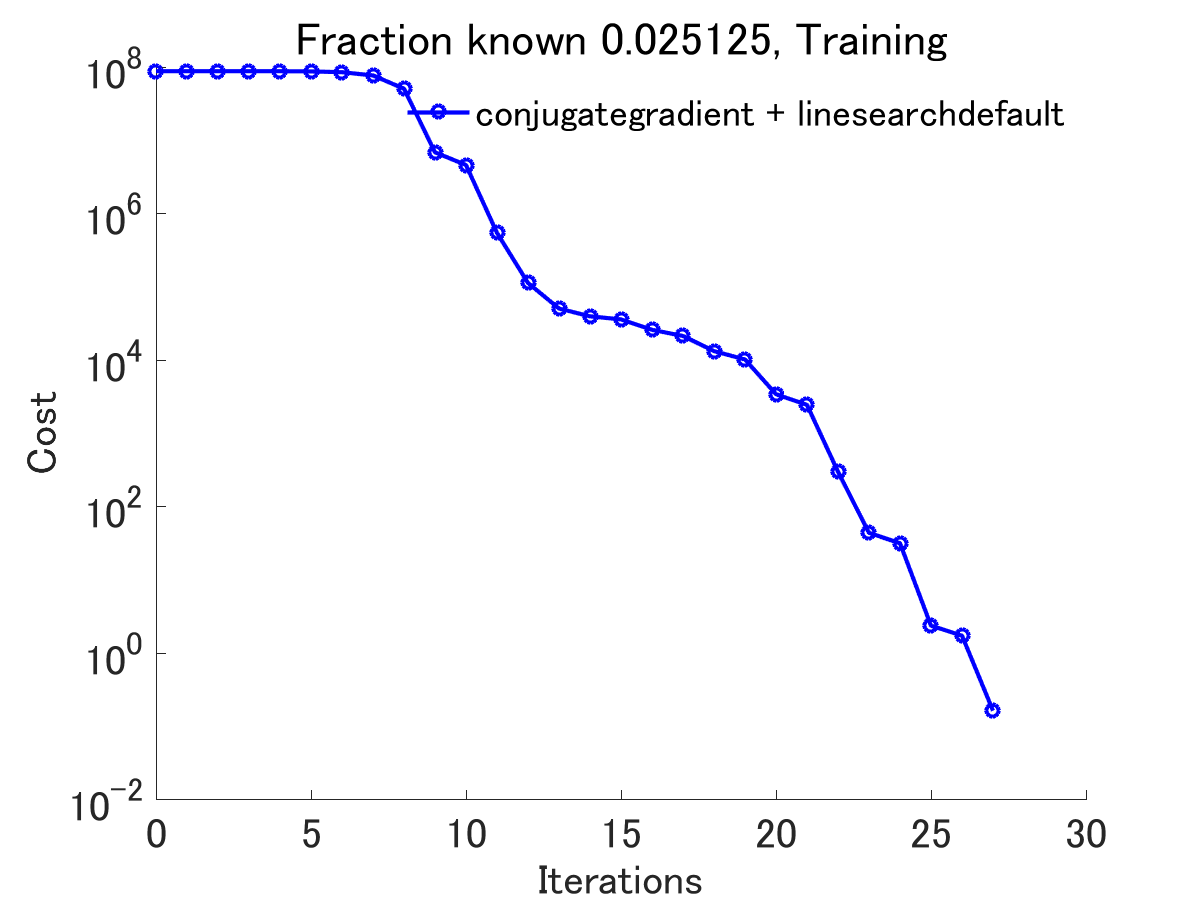 Fraction known 0.025125, Training
conjugategradient + linesearchdefault
10^8
10^6
10^4
10^2
10^0
10^-2
Cost
0 5 10 15 20 25 30
Iterations